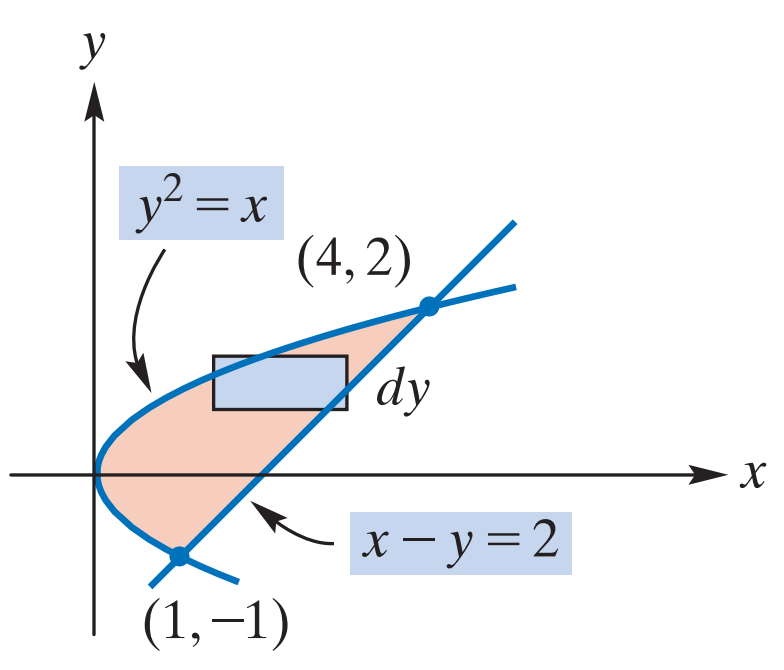 y
y² = x
(4, 2)
dy
x
x − y = 2
(1, −1)